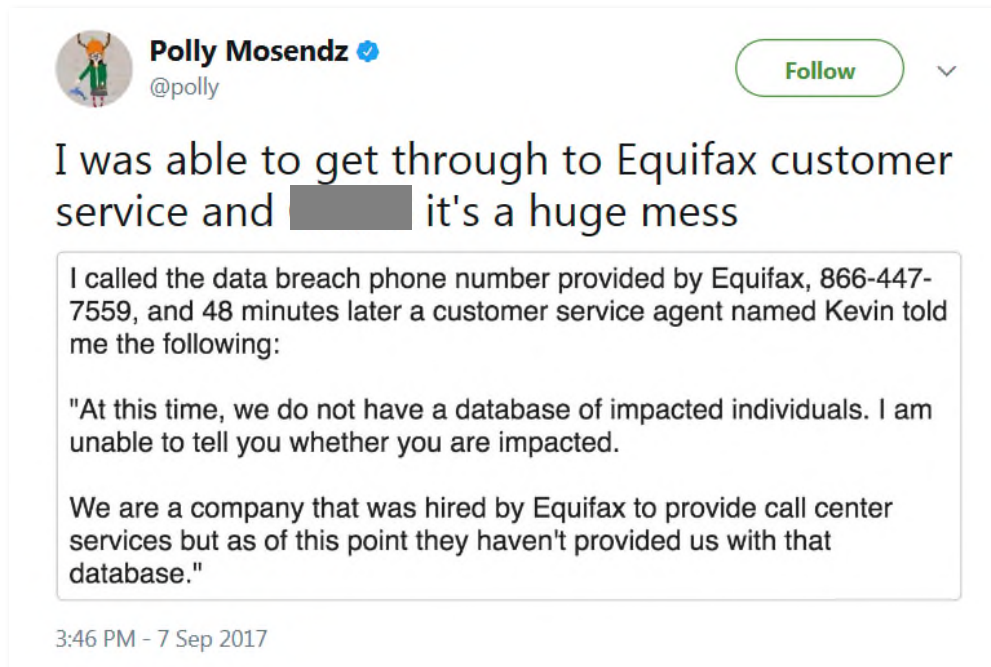 Polly Mosendz
@polly
Follow
I was able to get through to Equifax customer
service and it's a huge mess
I called the data breach phone number provided by Equifax, 866-447-
7559, and 48 minutes later a customer service agent named Kevin told
me the following:
"At this time, we do not have a database of impacted individuals. I am
unable to tell you whether you are impacted.
We are a company that was hired by Equifax to provide call center
services but as of this point they haven't provided us with that
database."
3:46 PM - 7 Sep 2017